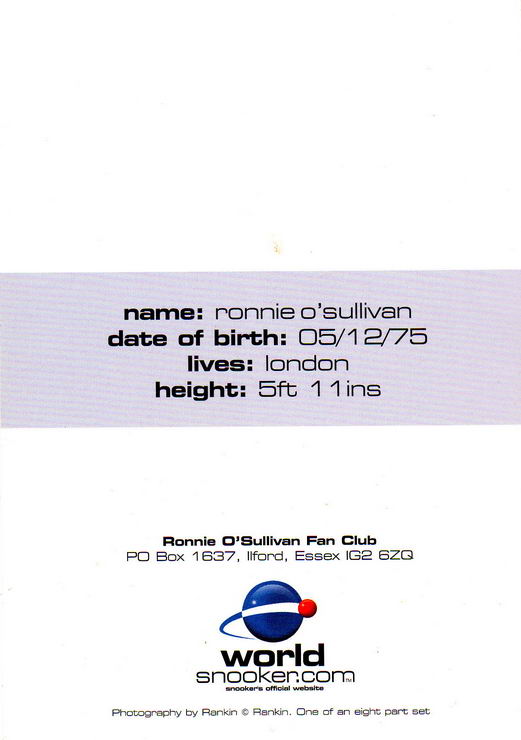 name: ronnie o'sullivan
date of birth: 05/12/75
lives: london
height: 5ft 11ins
Ronnie O'Sullivan Fan Club
PO Box 1637, Ilford, Essex IG2 6ZQ
world
snooker.com™
snooker's official website
Photography by Rankin © Rankin. One of an eight part set